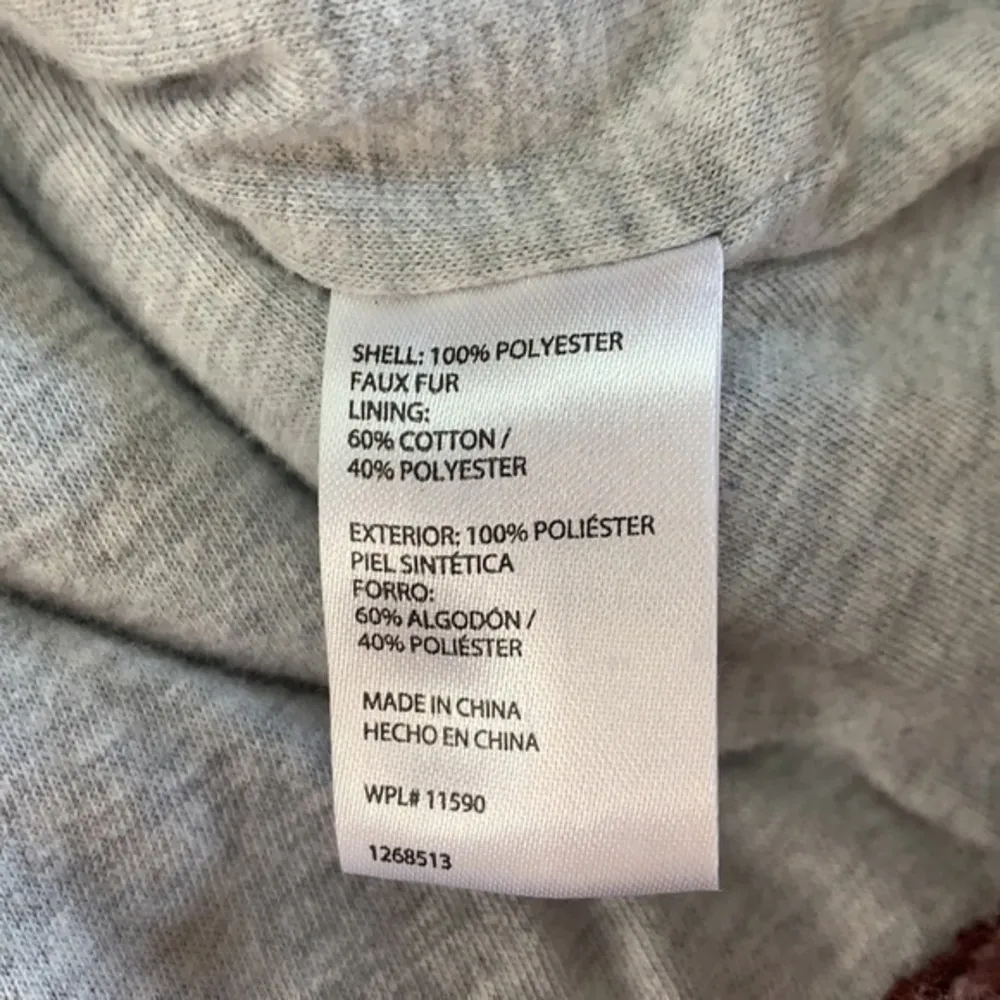 SHELL: 100% POLYESTER
FAUX FUR
LINING:
60% COTTON /
40% POLYESTER
EXTERIOR: 100% POLIÉSTER
PIEL SINTÉTICA
FORRO:
60% ALGODÓN /
40% POLIÉSTER
MADE IN CHINA
HECHO EN CHINA
WPL# 11590
1268513